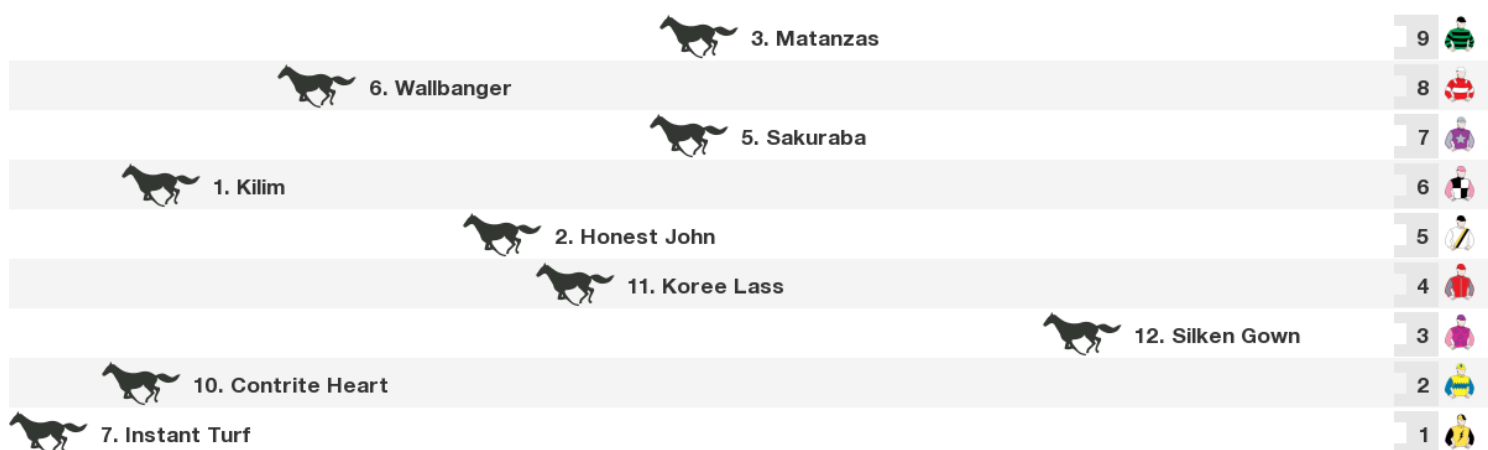 3. Matanzas 9
6. Wallbanger 8
5. Sakuraba 7
1. Kilim 6
2. Honest John 5
11. Koree Lass 4
12. Silken Gown 3
10. Contrite Heart 2
7. Instant Turf 1